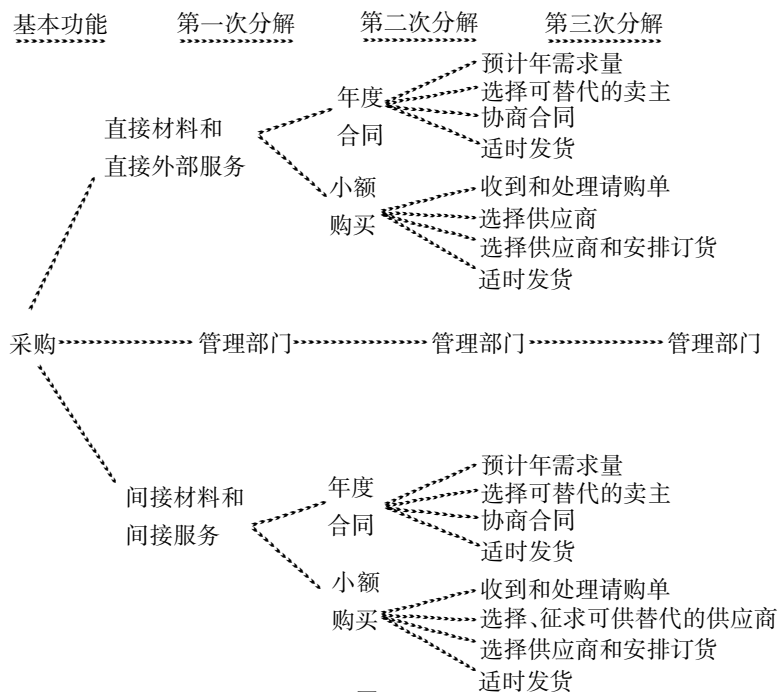 基本功能 第一次分解 第二次分解 第三次分解
直接材料和
直接外部服务
年度
合同
预计年需求量
选择可替代的卖主
协商合同
适时发货
小额
购买
收到和处理请购单
选择供应商
选择供应商和安排订货
适时发货
采购 管理部门 管理部门 管理部门
间接材料和
间接服务
年度
合同
预计年需求量
选择可替代的卖主
协商合同
适时发货
小额
购买
收到和处理请购单
选择、征求可供替代的供应商
选择供应商和安排订货
适时发货